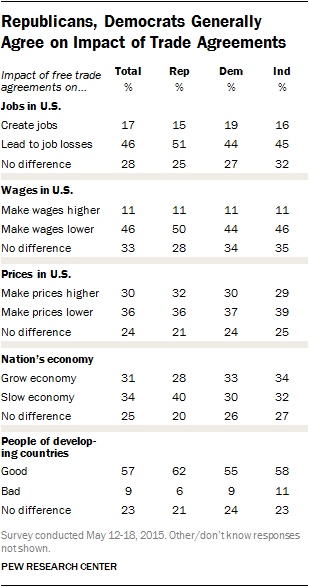 Republicans, Democrats Generally
Agree on Impact of Trade Agreements
Impact of free trade Total Rep Dem Ind
agreements on... % % % %
Jobs in U.S.
Create jobs 17 15 19 16
Lead to job losses 46 51 44 45
No difference 28 25 27 32
Wages in U.S.
Make wages higher 11 11 11 11
Make wages lower 46 50 44 46
No difference 33 28 34 35
Prices in U.S.
Make prices higher 30 32 30 29
Make prices lower 36 36 37 39
No difference 24 21 24 25
Nation's economy
Grow economy 31 28 33 34
Slow economy 34 40 30 32
No difference 25 20 26 27
People of develop-
ing countries
Good 57 62 55 58
Bad 9 6 9 11
No difference 23 21 24 23
Survey conducted May 12-18, 2015. Other/don't know responses
not shown.
PEW RESEARCH CENTER